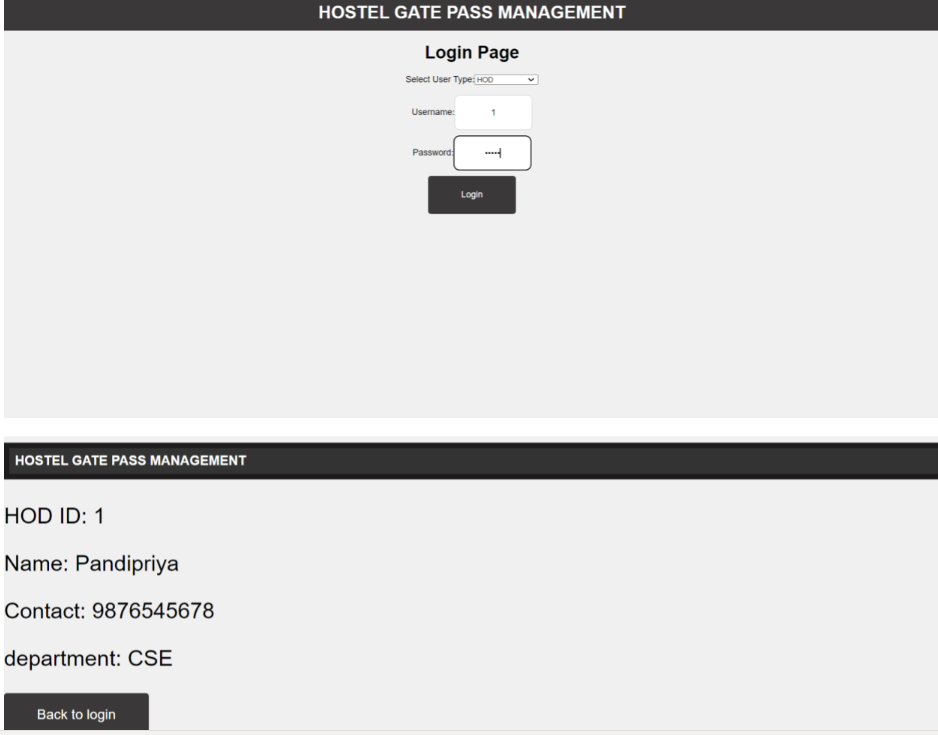 HOSTEL GATE PASS MANAGEMENT
Login Page
Select User Type: HOD
Username: 1
Password: •••••
Login
HOSTEL GATE PASS MANAGEMENT
HOD ID: 1
Name: Pandipriya
Contact: 9876545678
department: CSE
Back to login